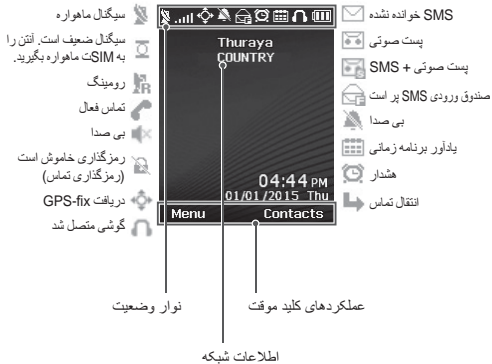 SMS خوانده نشده
پست صوتی
پست صوتی + SMS
صندوق ورودی SMS پر است
بی صدا
یادآور برنامه زمانی
هشدار
انتقال تماس
سیگنال ماهواره
سیگنال ضعیف است. آنتن را
به سمت ماهواره بگیرید.
رومینگ
R
تماس فعال
بی صدا
رمزگذاری خاموش است
(رمزگذاری تماس)
دریافت GPS-fix
گوشی متصل شد
Thuraya
COUNTRY
04:44 PM
01/01/2015 Thu
Menu Contacts
نوار وضعیت
عملکردهای کلید موقت
اطلاعات شبکه